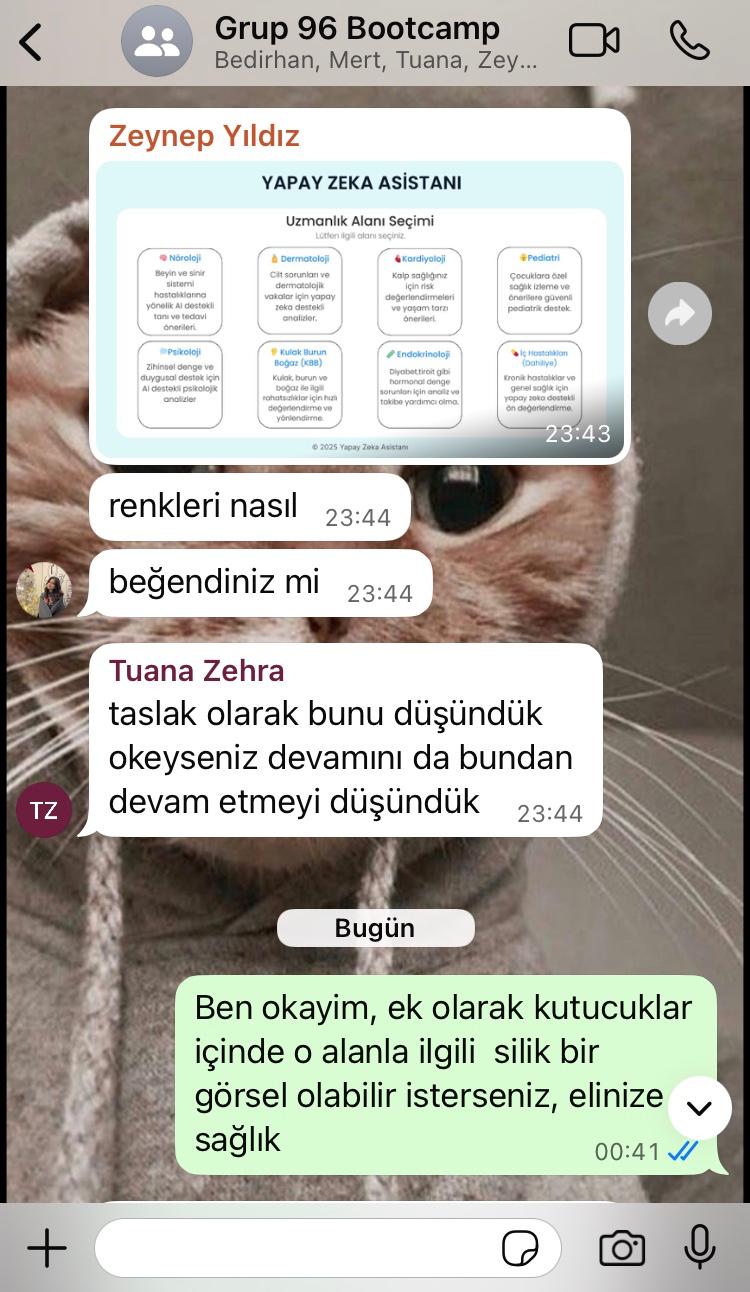 Grup 96 Bootcamp
Bedirhan, Mert, Tuana, Zey...
Zeynep Yıldız
YAPAY ZEKA ASİSTANI
Uzmanlık Alanı Seçimi
Lütfen ilgili alanı seçiniz.
Nöroloji
Beyin ve sinir
sistemi
hastalıklarına
yönelik AI destekli
tanı ve tedavi
önerileri.
Dermatoloji
Cilt sorunları ve
dermatolojik
vakalar için yapay
zeka destekli
analizler.
Kardiyoloji
Kalp sağlığınız
için risk
değerlendirmeleri
ve yaşam tarzı
önerileri.
Pediatri
Çocuklara özel
sağlık izleme ve
önerilere güvenli
pediatrik destek.
Psikoloji
Zihinsel denge ve
duygusal destek için
AI destekli psikolojik
analizler
Kulak Burun
Boğaz (KBB)
Kulak, burun ve
boğaz ile ilgili
rahatsızlıklar için hızlı
değerlendirme ve
yönlendirme.
Endokrinoloji
Diyabet,tiroit gibi
hormonal denge
sorunları için analiz ve
takibe yardımcı olma.
İç Hastalıkları
(Dahiliye)
Kronik hastalıklar ve
genel sağlık için
yapay zeka destekli
ön değerlendirme.
© 2025 Yapay Zeka Asistanı
23:43
renkleri nasıl 23:44
beğendiniz mi 23:44
Tuana Zehra
taslak olarak bunu düşündük
okeyseniz devamını da bundan
devam etmeyi düşündük 23:44
TZ
Bugün
Ben okayim, ek olarak kutucuklar
içinde o alanla ilgili  silik bir
görsel olabilir isterseniz, elinize
sağlık 00:41